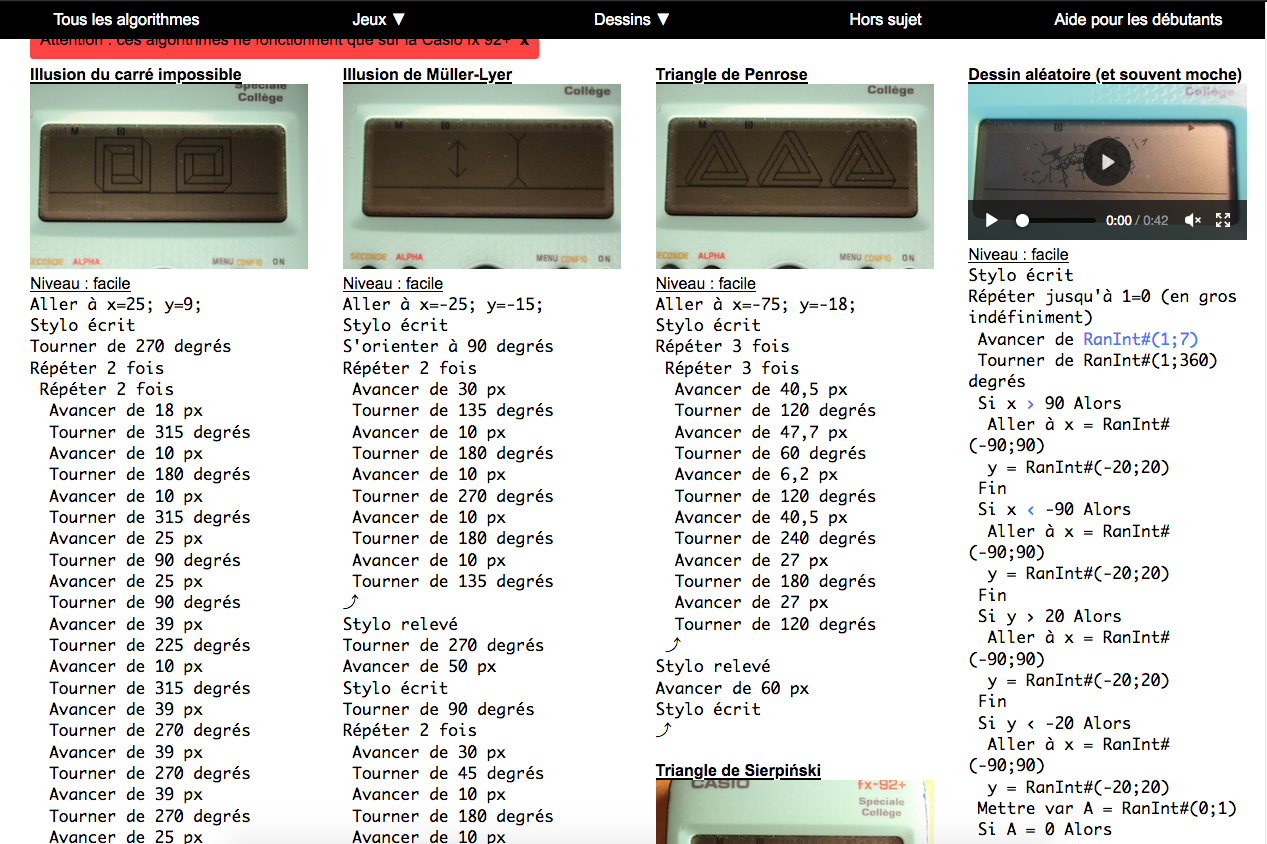 Tous les algorithmes
Jeux ▼
Dessins ▼
Hors sujet
Aide pour les débutants
Attention : ces algorithmes ne fonctionnent que sur la Casio fx 92+ x
Illusion du carré impossible
Spéciale
Collège
M
SECONDE ALPHA
MENU CONFIG ON
Niveau : facile
Aller à x=25; y=9;
Stylo écrit
Tourner de 270 degrés
Répéter 2 fois
Répéter 2 fois
Avancer de 18 px
Tourner de 315 degrés
Avancer de 10 px
Tourner de 180 degrés
Avancer de 10 px
Tourner de 315 degrés
Avancer de 25 px
Tourner de 90 degrés
Avancer de 25 px
Tourner de 90 degrés
Avancer de 39 px
Tourner de 225 degrés
Avancer de 10 px
Tourner de 315 degrés
Avancer de 39 px
Tourner de 270 degrés
Avancer de 39 px
Tourner de 270 degrés
Avancer de 39 px
Tourner de 270 degrés
Avancer de 25 px
Illusion de Müller-Lyer
Collège
M
SECONDE ALPHA
MENU CONFIG ON
Niveau : facile
Aller à x=-25; y=-15;
Stylo écrit
S'orienter à 90 degrés
Répéter 2 fois
Avancer de 30 px
Tourner de 135 degrés
Avancer de 10 px
Tourner de 180 degrés
Avancer de 10 px
Tourner de 270 degrés
Avancer de 10 px
Tourner de 180 degrés
Avancer de 10 px
Tourner de 135 degrés
⤴
Stylo relevé
Tourner de 270 degrés
Avancer de 50 px
Stylo écrit
Tourner de 90 degrés
Répéter 2 fois
Avancer de 30 px
Tourner de 45 degrés
Avancer de 10 px
Tourner de 180 degrés
Avancer de 10 px
Triangle de Penrose
Collège
M
SECONDE ALPHA
MENU CONFIG ON
Niveau : facile
Aller à x=-75; y=-18;
Stylo écrit
Répéter 3 fois
Répéter 3 fois
Avancer de 40,5 px
Tourner de 120 degrés
Avancer de 47,7 px
Tourner de 60 degrés
Avancer de 6,2 px
Tourner de 120 degrés
Avancer de 40,5 px
Tourner de 240 degrés
Avancer de 27 px
Tourner de 180 degrés
Avancer de 27 px
Tourner de 120 degrés
⤴
Stylo relevé
Avancer de 60 px
Stylo écrit
⤴
Triangle de Sierpiński
CASIO
fx-92+
Spéciale
Collège
Dessin aléatoire (et souvent moche)
Collège
0:00 / 0:42
Niveau : facile
Stylo écrit
Répéter jusqu'à 1=0 (en gros
indéfiniment)
Avancer de RanInt#(1;7)
Tourner de RanInt#(1;360)
degrés
Si x > 90 Alors
Aller à x = RanInt#
(-90;90)
y = RanInt#(-20;20)
Fin
Si x < -90 Alors
Aller à x = RanInt#
(-90;90)
y = RanInt#(-20;20)
Fin
Si y > 20 Alors
Aller à x = RanInt#
(-90;90)
y = RanInt#(-20;20)
Fin
Si y < -20 Alors
Aller à x = RanInt#
(-90;90)
y = RanInt#(-20;20)
Mettre var A = RanInt#(0;1)
Si A = 0 Alors